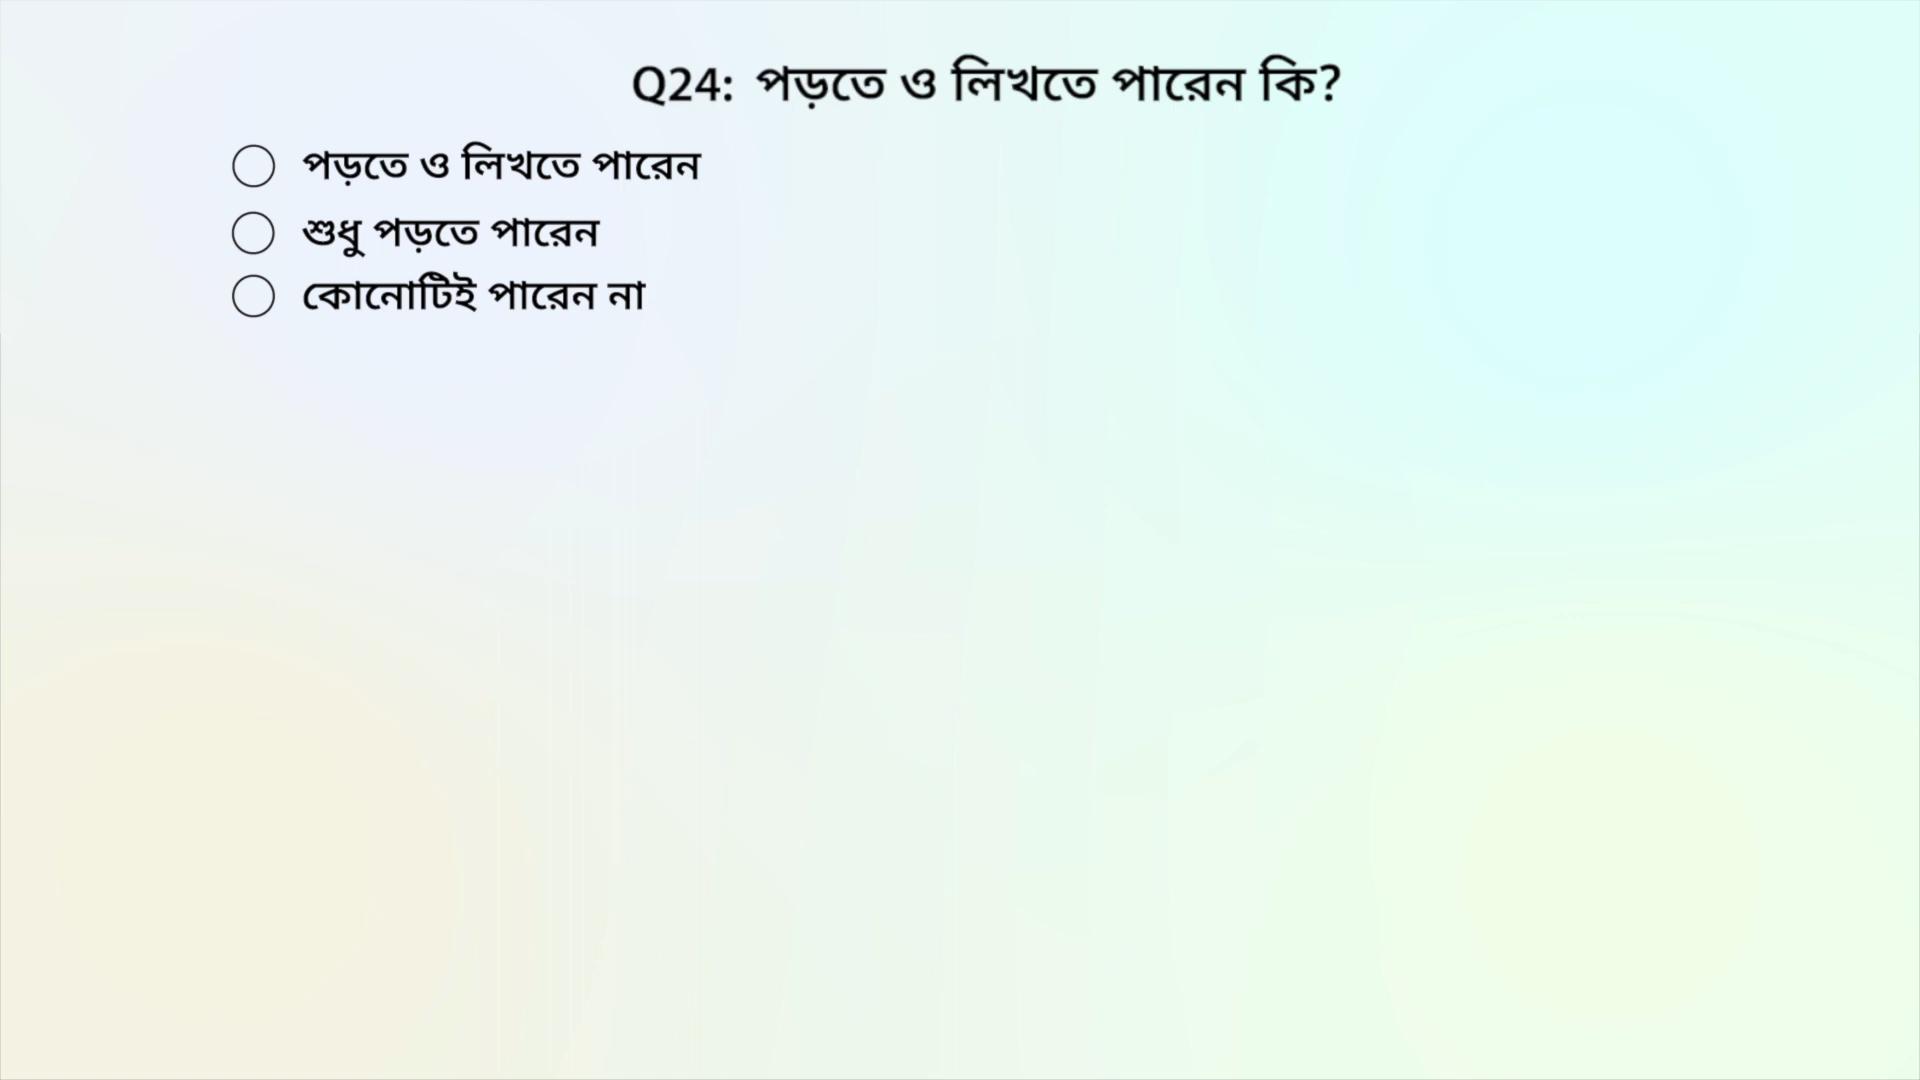 Q24: পড়তে ও লিখতে পারেন কি?
পড়তে ও লিখতে পারেন
শুধু পড়তে পারেন
কোনোটিই পারেন না